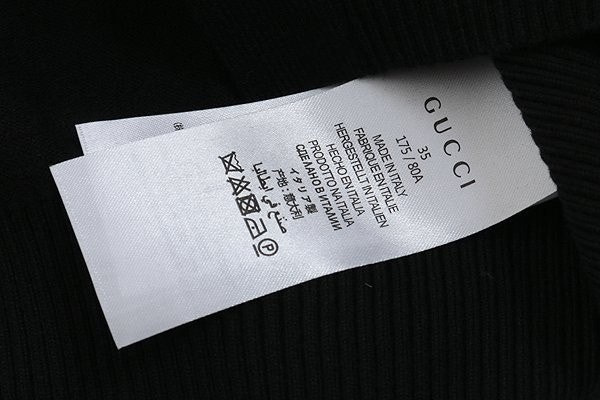 GUCCI
35
175 / 80A
MADE IN ITALY
FABRIQUE EN ITALIE
HERGESTELLT IN ITALIEN
HECHO EN ITALIA
PRODOTTO NA ITALIA
СДЕЛАНО В ИТАЛИИ
イタリア製
产地：意大利
صنع في إيطاليا
P